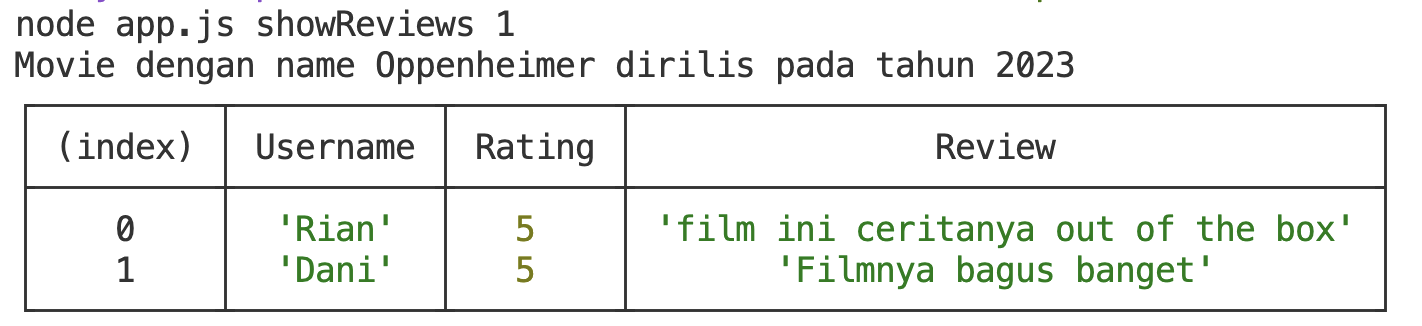 node app.js showReviews 1
Movie dengan name Oppenheimer dirilis pada tahun 2023
(index) Username Rating Review
0 'Rian' 5 'film ini ceritanya out of the box'
1 'Dani' 5 'Filmnya bagus banget'